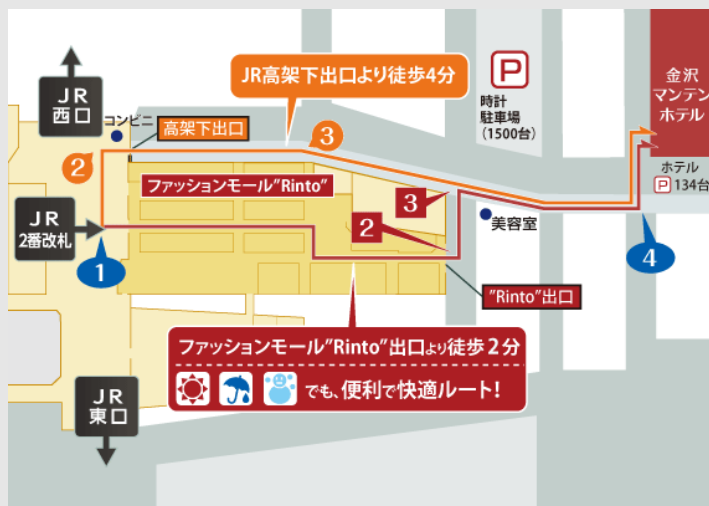 JR
西口
コンビニ
高架下出口
JR高架下出口より徒歩4分
P
時計
駐車場
(1500台)
金沢
マンテン
ホテル
ホテル
P 134台
2
3
ファッションモール"Rinto"
3
2
JR
2番改札
1
美容室
4
"Rinto"出口
ファッションモール"Rinto"出口より徒歩2分
でも、便利で快適ルート!
JR
東口